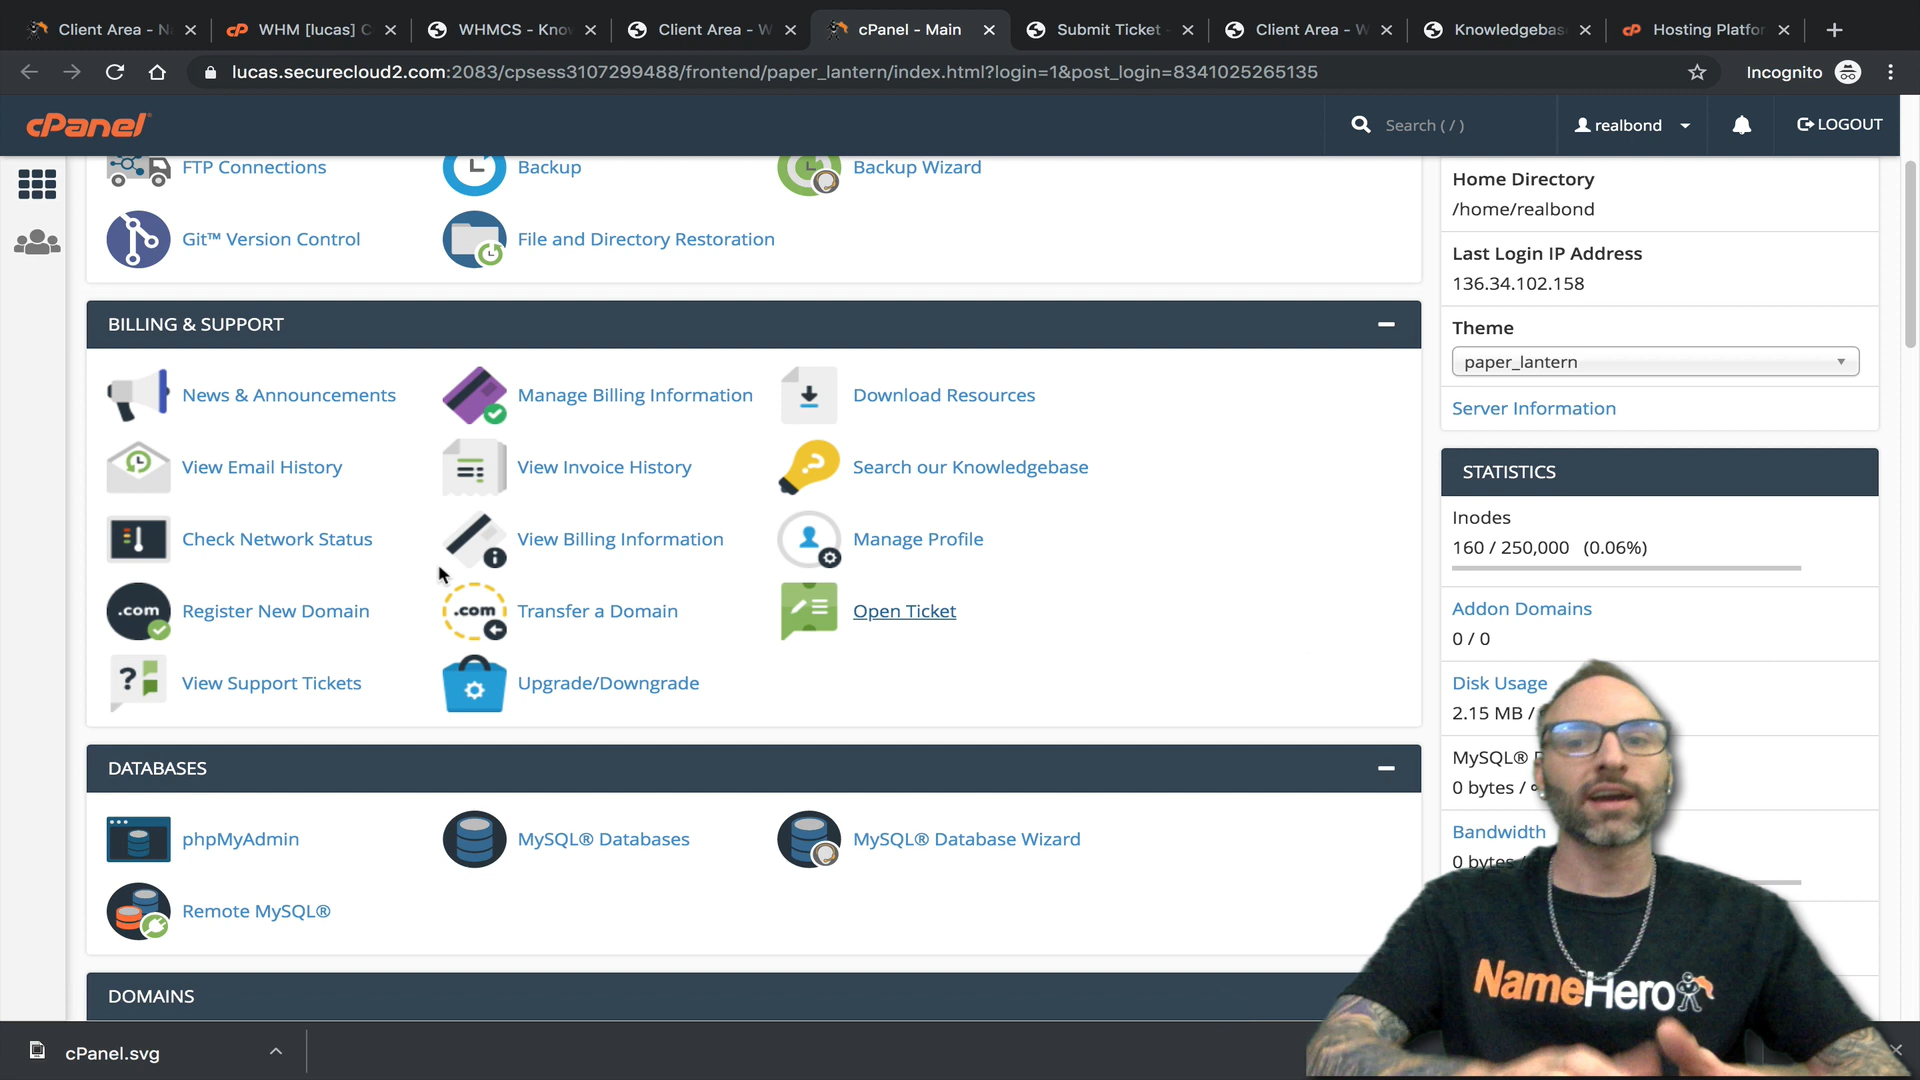 Client Area - N
WHM [lucas] C
WHMCS - Know
Client Area - W
cPanel - Main
Submit Ticket -
Client Area - W
Knowledgebas
Hosting Platfor
lucas.securecloud2.com:2083/cpsess3107299488/frontend/paper_lantern/index.html?login=1&post_login=8341025265135
Incognito
cPanel
Search ( / )
realbond
LOGOUT
FTP Connections
Backup
Backup Wizard
Git™ Version Control
File and Directory Restoration
BILLING & SUPPORT
News & Announcements
Manage Billing Information
Download Resources
View Email History
View Invoice History
Search our Knowledgebase
Check Network Status
View Billing Information
Manage Profile
.com
Register New Domain
.com
Transfer a Domain
Open Ticket
View Support Tickets
Upgrade/Downgrade
DATABASES
phpMyAdmin
MySQL® Databases
MySQL® Database Wizard
Remote MySQL®
DOMAINS
Home Directory
/home/realbond
Last Login IP Address
136.34.102.158
Theme
paper_lantern
Server Information
STATISTICS
Inodes
160 / 250,000 (0.06%)
Addon Domains
0 / 0
Disk Usage
2.15 MB /
MySQL®
0 bytes /
Bandwidth
0 bytes
NameHero
cPanel.svg